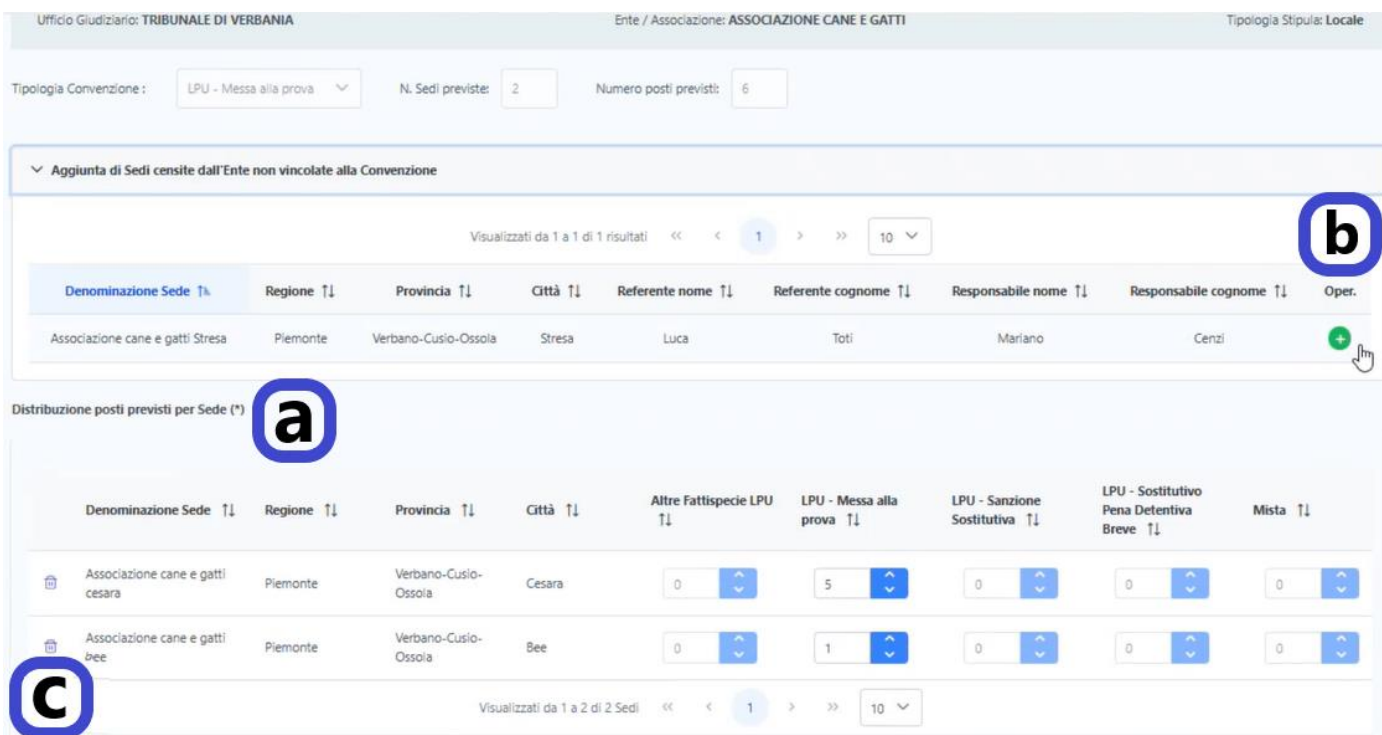 Ufficio Giudiziario: TRIBUNALE DI VERBANIA Ente / Associazione: ASSOCIAZIONE CANE E GATTI Tipologia Stipula: Locale
Tipologia Convenzione : LPU - Messa alla prova N. Sedi previste: 2 Numero posti previsti: 6
Aggiunta di Sedi censite dall'Ente non vincolate alla Convenzione
b
Visualizzati da 1 a 1 di 1 risultati << < 1 > >> 10
Denominazione Sede Regione Provincia Città Referente nome Referente cognome Responsabile nome Responsabile cognome Oper.
Associazione cane e gatti Stresa Piemonte Verbano-Cusio-Ossola Stresa Luca Toti Mariano Cenzi
Distribuzione posti previsti per Sede (*)
a
Denominazione Sede Regione Provincia Città Altre Fattispecie LPU LPU - Messa alla prova LPU - Sanzione Sostitutiva LPU - Sostitutivo Pena Detentiva Breve Mista
Associazione cane e gatti cesara Piemonte Verbano-Cusio-Ossola Cesara 0 5 0 0 0
Associazione cane e gatti bee Piemonte Verbano-Cusio-Ossola Bee 0 1 0 0 0
c
Visualizzati da 1 a 2 di 2 Sedi << < 1 > >> 10